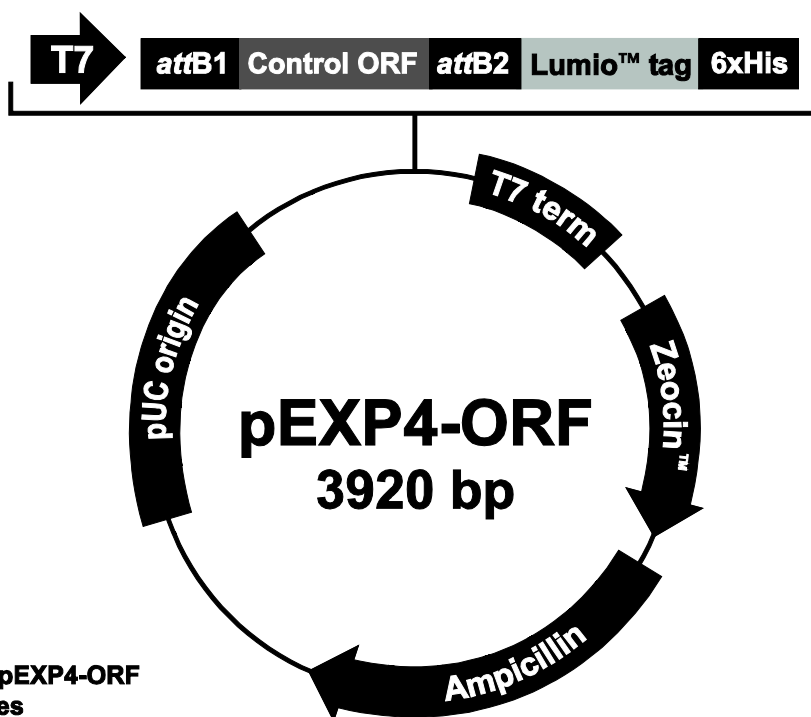 T7 attB1 Control ORF attB2 Lumio™ tag 6xHis
T7 term
Zeocin™
pUC origin
pEXP4-ORF
3920 bp
Ampicillin
pEXP4-ORF
es